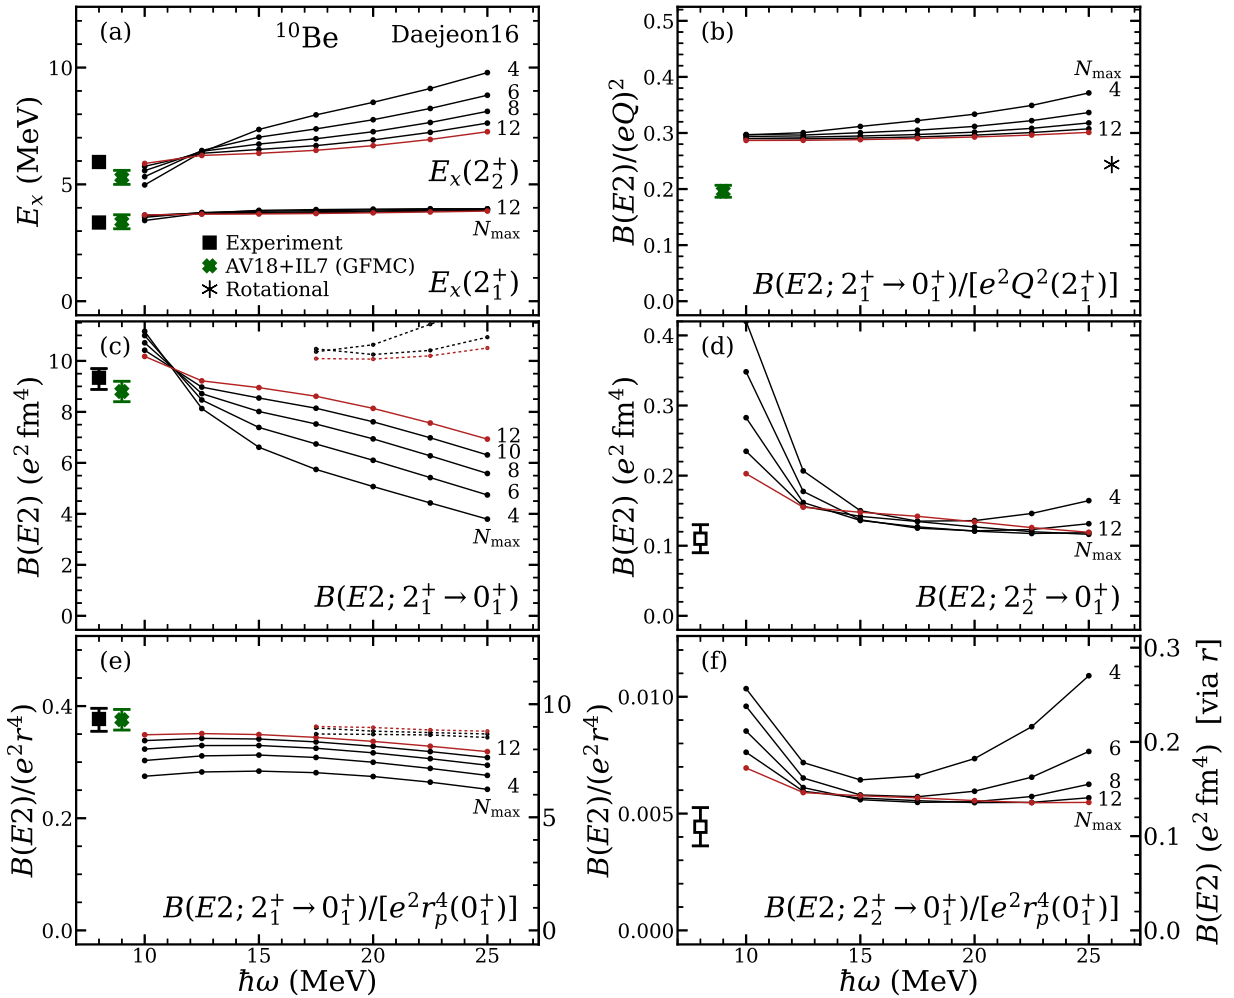 (a)
¹⁰Be
Daejeon16
4
6
8
12
Eₓ(2₂⁺)
12
N_max
Experiment
AV18+IL7 (GFMC)
Rotational
Eₓ(2₁⁺)
Eₓ (MeV)
10
5
0
(b)
N_max
4
12
B(E2; 2₁⁺ → 0₁⁺)/[e²Q²(2₁⁺)]
B(E2)/(eQ)²
0.5
0.4
0.3
0.2
0.1
0.0
(c)
12
10
8
6
4
N_max
B(E2; 2₁⁺ → 0₁⁺)
B(E2) (e² fm⁴)
10
8
6
4
2
0
(d)
4
12
N_max
B(E2; 2₂⁺ → 0₁⁺)
B(E2) (e² fm⁴)
0.4
0.3
0.2
0.1
0.0
(e)
12
4
N_max
B(E2; 2₁⁺ → 0₁⁺)/[e²r_p⁴(0₁⁺)]
B(E2)/(e²r⁴)
0.4
0.2
0.0
10
5
0
10 15 20 25
ħω (MeV)
(f)
4
6
8
12
N_max
B(E2; 2₂⁺ → 0₁⁺)/[e²r_p⁴(0₁⁺)]
B(E2)/(e²r⁴)
0.010
0.005
0.000
0.3
0.2
0.1
0.0
B(E2) (e² fm⁴) [via r]
10 15 20 25
ħω (MeV)